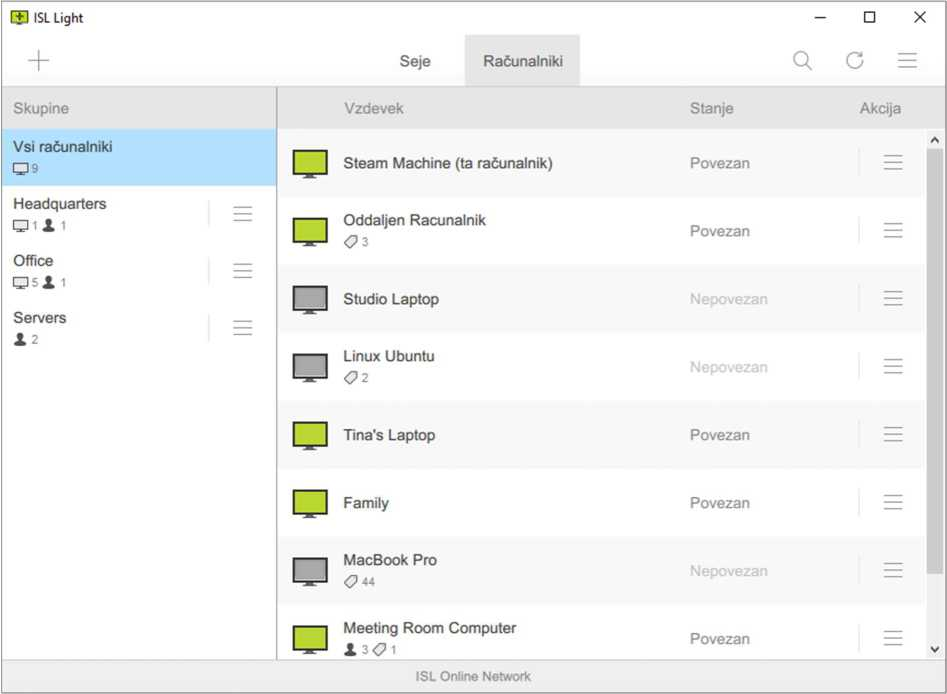 ISL Light
Seje
Računalniki
Skupine
Vzdevek
Stanje
Akcija
Vsi računalniki
9
Headquarters
1 1
Office
5 1
Servers
2
Steam Machine (ta računalnik)
Povezan
Oddaljen Racunalnik
3
Povezan
Studio Laptop
Nepovezan
Linux Ubuntu
2
Nepovezan
Tina's Laptop
Povezan
Family
Povezan
MacBook Pro
44
Nepovezan
Meeting Room Computer
3 1
Povezan
ISL Online Network